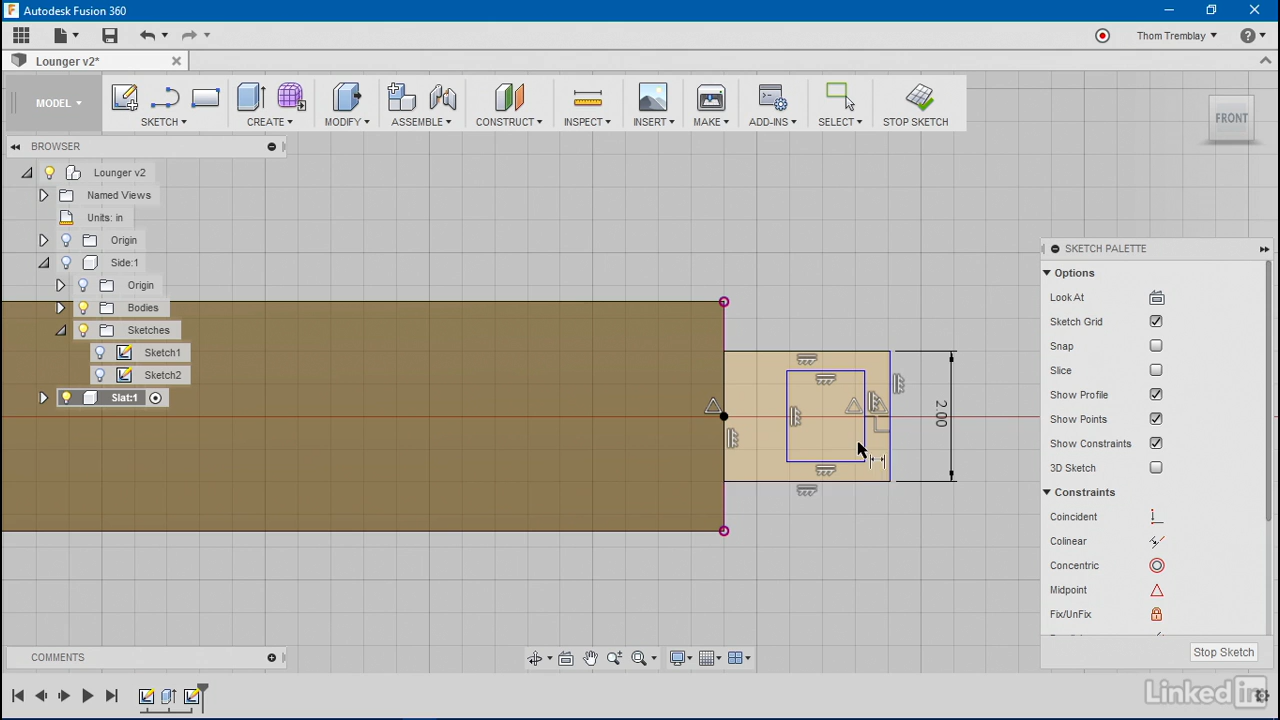 Autodesk Fusion 360
Thom Tremblay
Lounger v2*
MODEL
SKETCH
CREATE
MODIFY
ASSEMBLE
CONSTRUCT
INSPECT
INSERT
MAKE
ADD-INS
SELECT
STOP SKETCH
FRONT
BROWSER
Lounger v2
Named Views
Units: in
Origin
Side:1
Origin
Bodies
Sketches
Sketch1
Sketch2
Slat:1
2.00
SKETCH PALETTE
Options
Look At
Sketch Grid
Snap
Slice
Show Profile
Show Points
Show Constraints
3D Sketch
Constraints
Coincident
Colinear
Concentric
Midpoint
Fix/UnFix
Stop Sketch
COMMENTS
LinkedIn